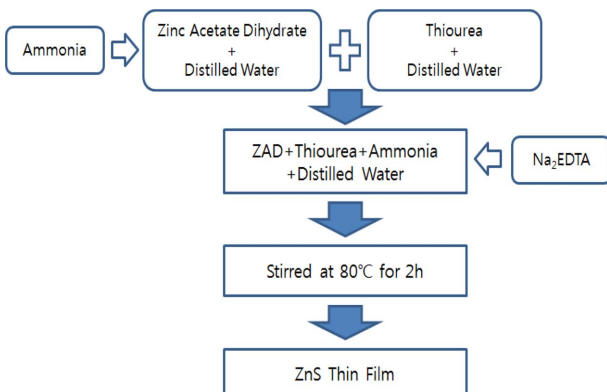 Ammonia
Zinc Acetate Dihydrate
+
Distilled Water
Thiourea
+
Distilled Water
ZAD+Thiourea+Ammonia
+Distilled Water
Na₂EDTA
Stirred at 80℃ for 2h
ZnS Thin Film